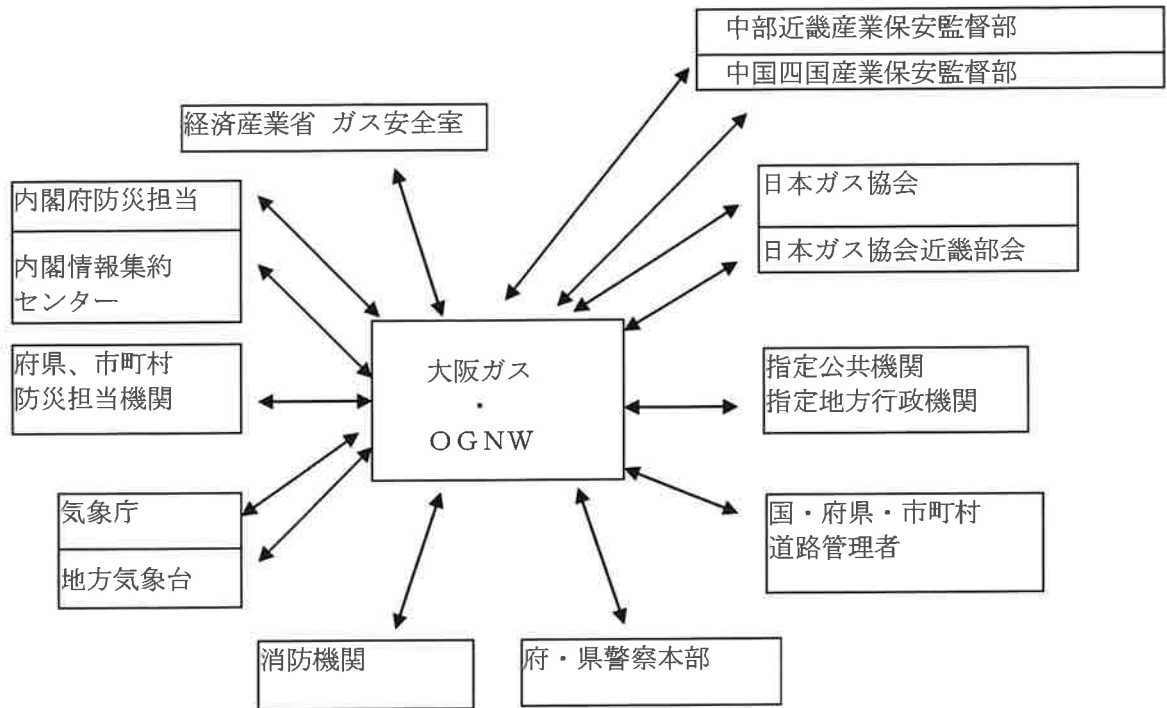 中部近畿産業保安監督部
中国四国産業保安監督部
経済産業省 ガス安全室
内閣府防災担当
内閣情報集約
センター
日本ガス協会
日本ガス協会近畿部会
府県、市町村
防災担当機関
大阪ガス
・
OGNW
指定公共機関
指定地方行政機関
気象庁
地方気象台
国・府県・市町村
道路管理者
消防機関
府・県警察本部